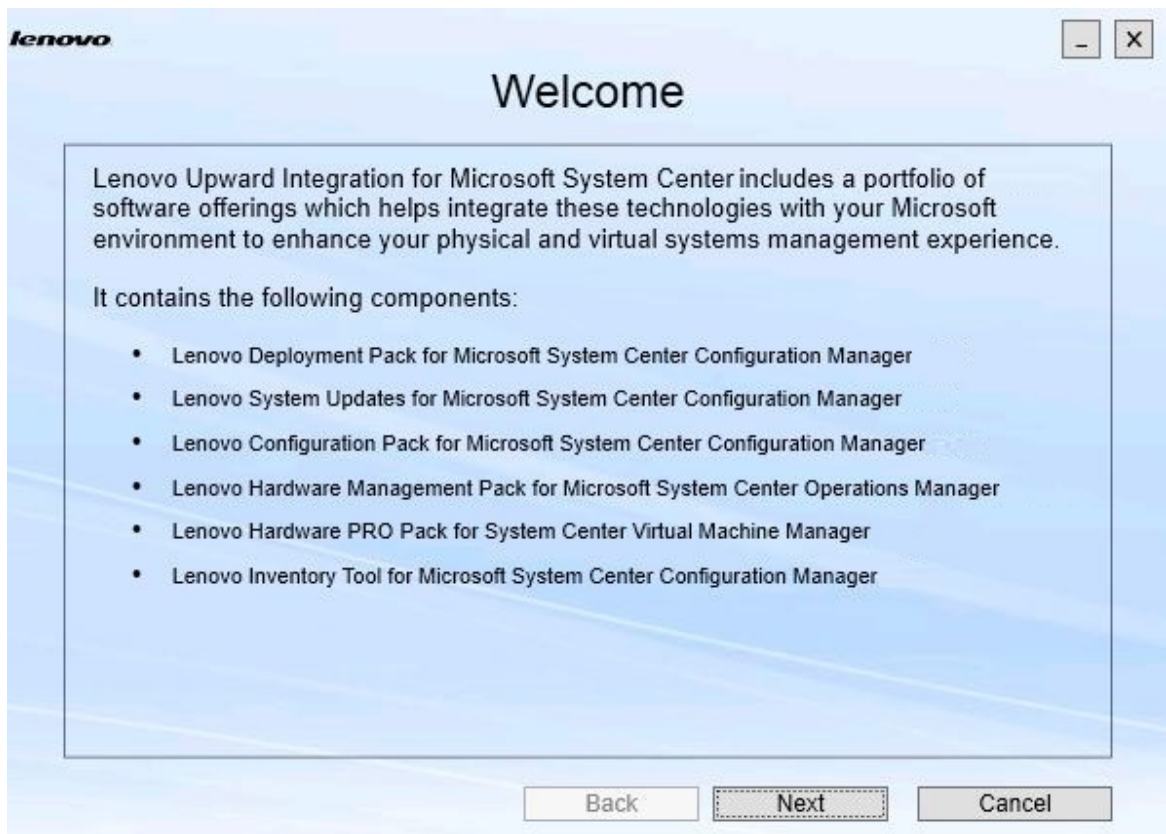 lenovo
Welcome
Lenovo Upward Integration for Microsoft System Center includes a portfolio of
software offerings which helps integrate these technologies with your Microsoft
environment to enhance your physical and virtual systems management experience.
It contains the following components:
• Lenovo Deployment Pack for Microsoft System Center Configuration Manager
• Lenovo System Updates for Microsoft System Center Configuration Manager
• Lenovo Configuration Pack for Microsoft System Center Configuration Manager
• Lenovo Hardware Management Pack for Microsoft System Center Operations Manager
• Lenovo Hardware PRO Pack for System Center Virtual Machine Manager
• Lenovo Inventory Tool for Microsoft System Center Configuration Manager
Back Next Cancel